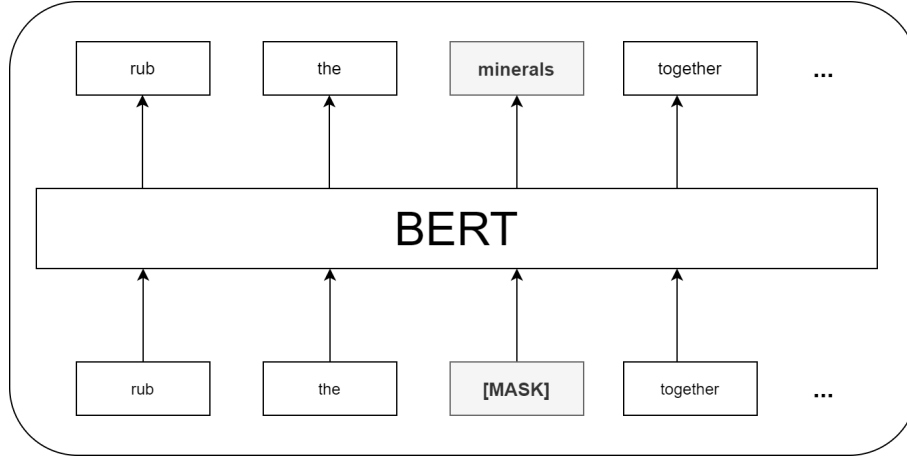 rub the minerals together ...
BERT
rub the [MASK] together ...